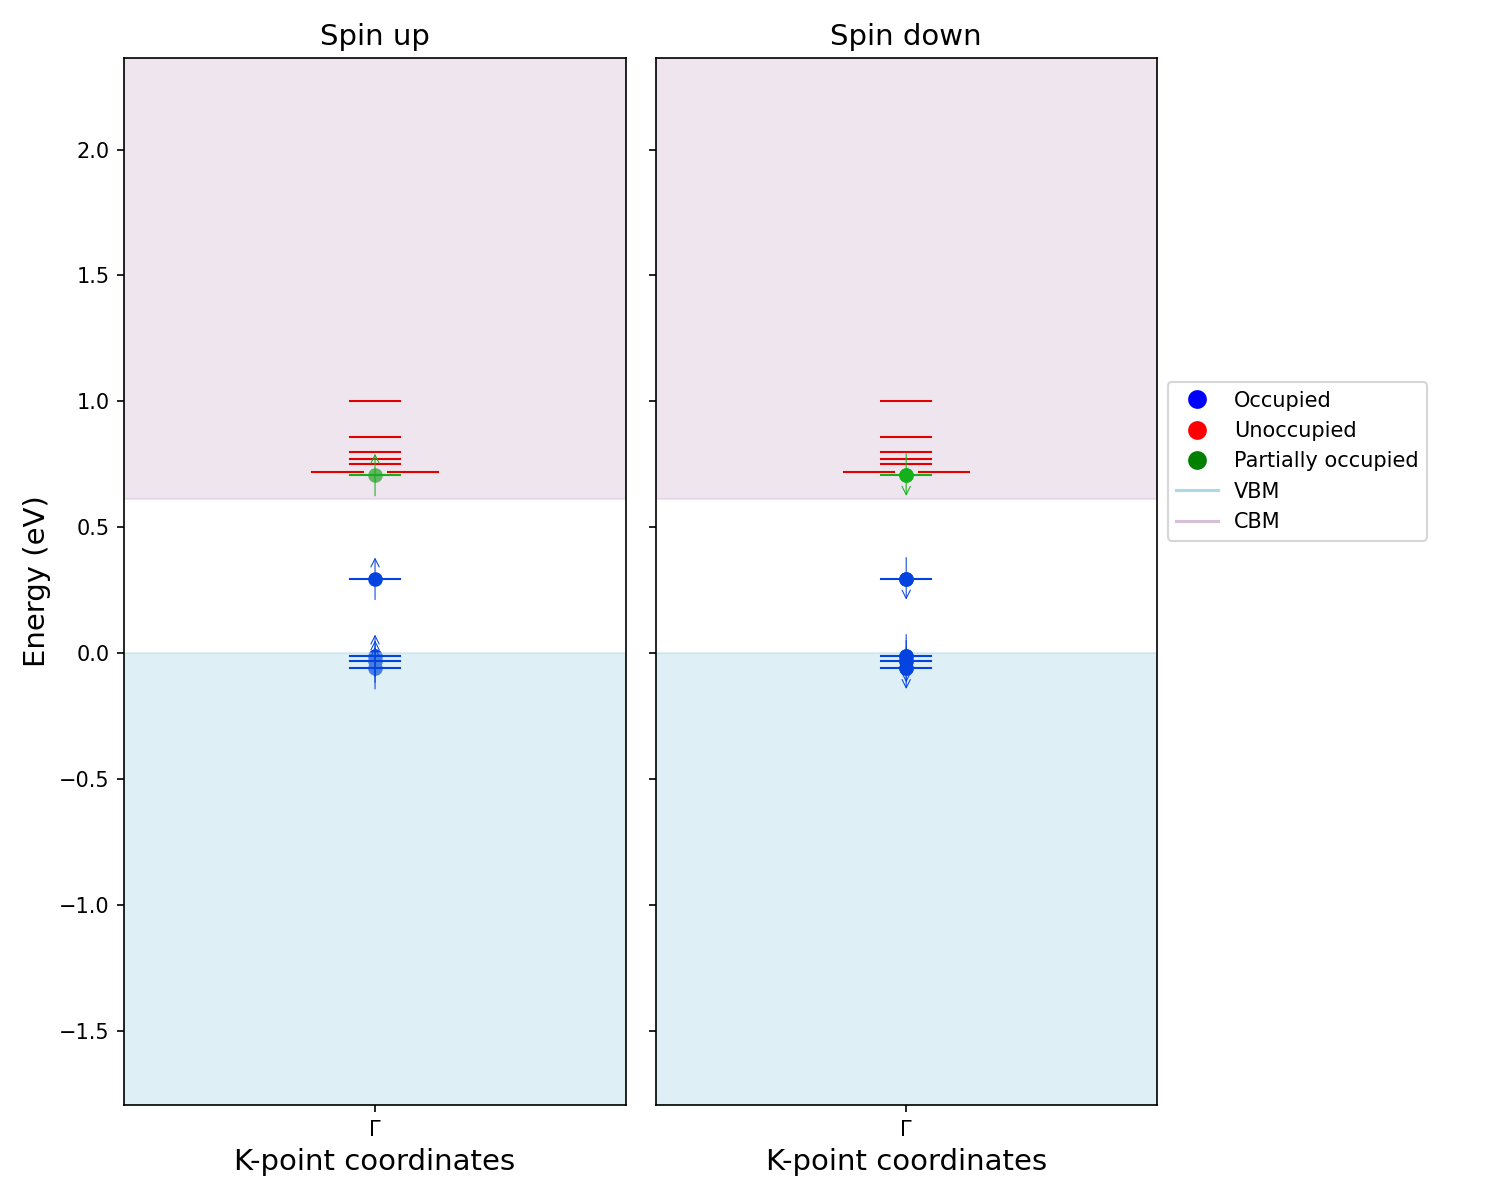 Spin up
Spin down
2.0
1.5
1.0
0.5
0.0
−0.5
−1.0
−1.5
Energy (eV)
Γ
Γ
K-point coordinates
K-point coordinates
Occupied
Unoccupied
Partially occupied
VBM
CBM